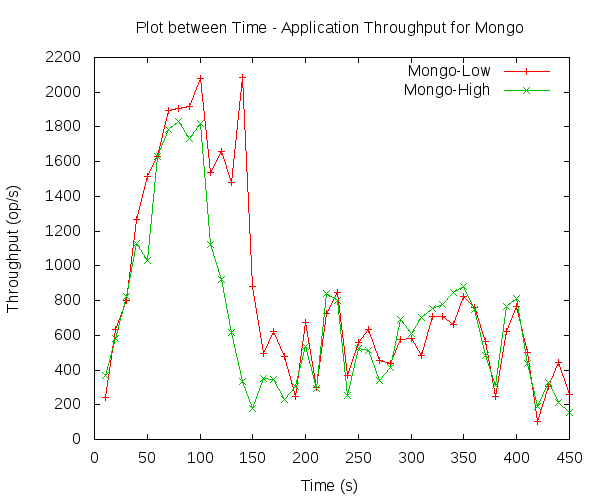 Plot between Time - Application Throughput for Mongo
Mongo-Low
Mongo-High
Throughput (op/s)
2200
2000
1800
1600
1400
1200
1000
800
600
400
200
0
0 50 100 150 200 250 300 350 400 450
Time (s)